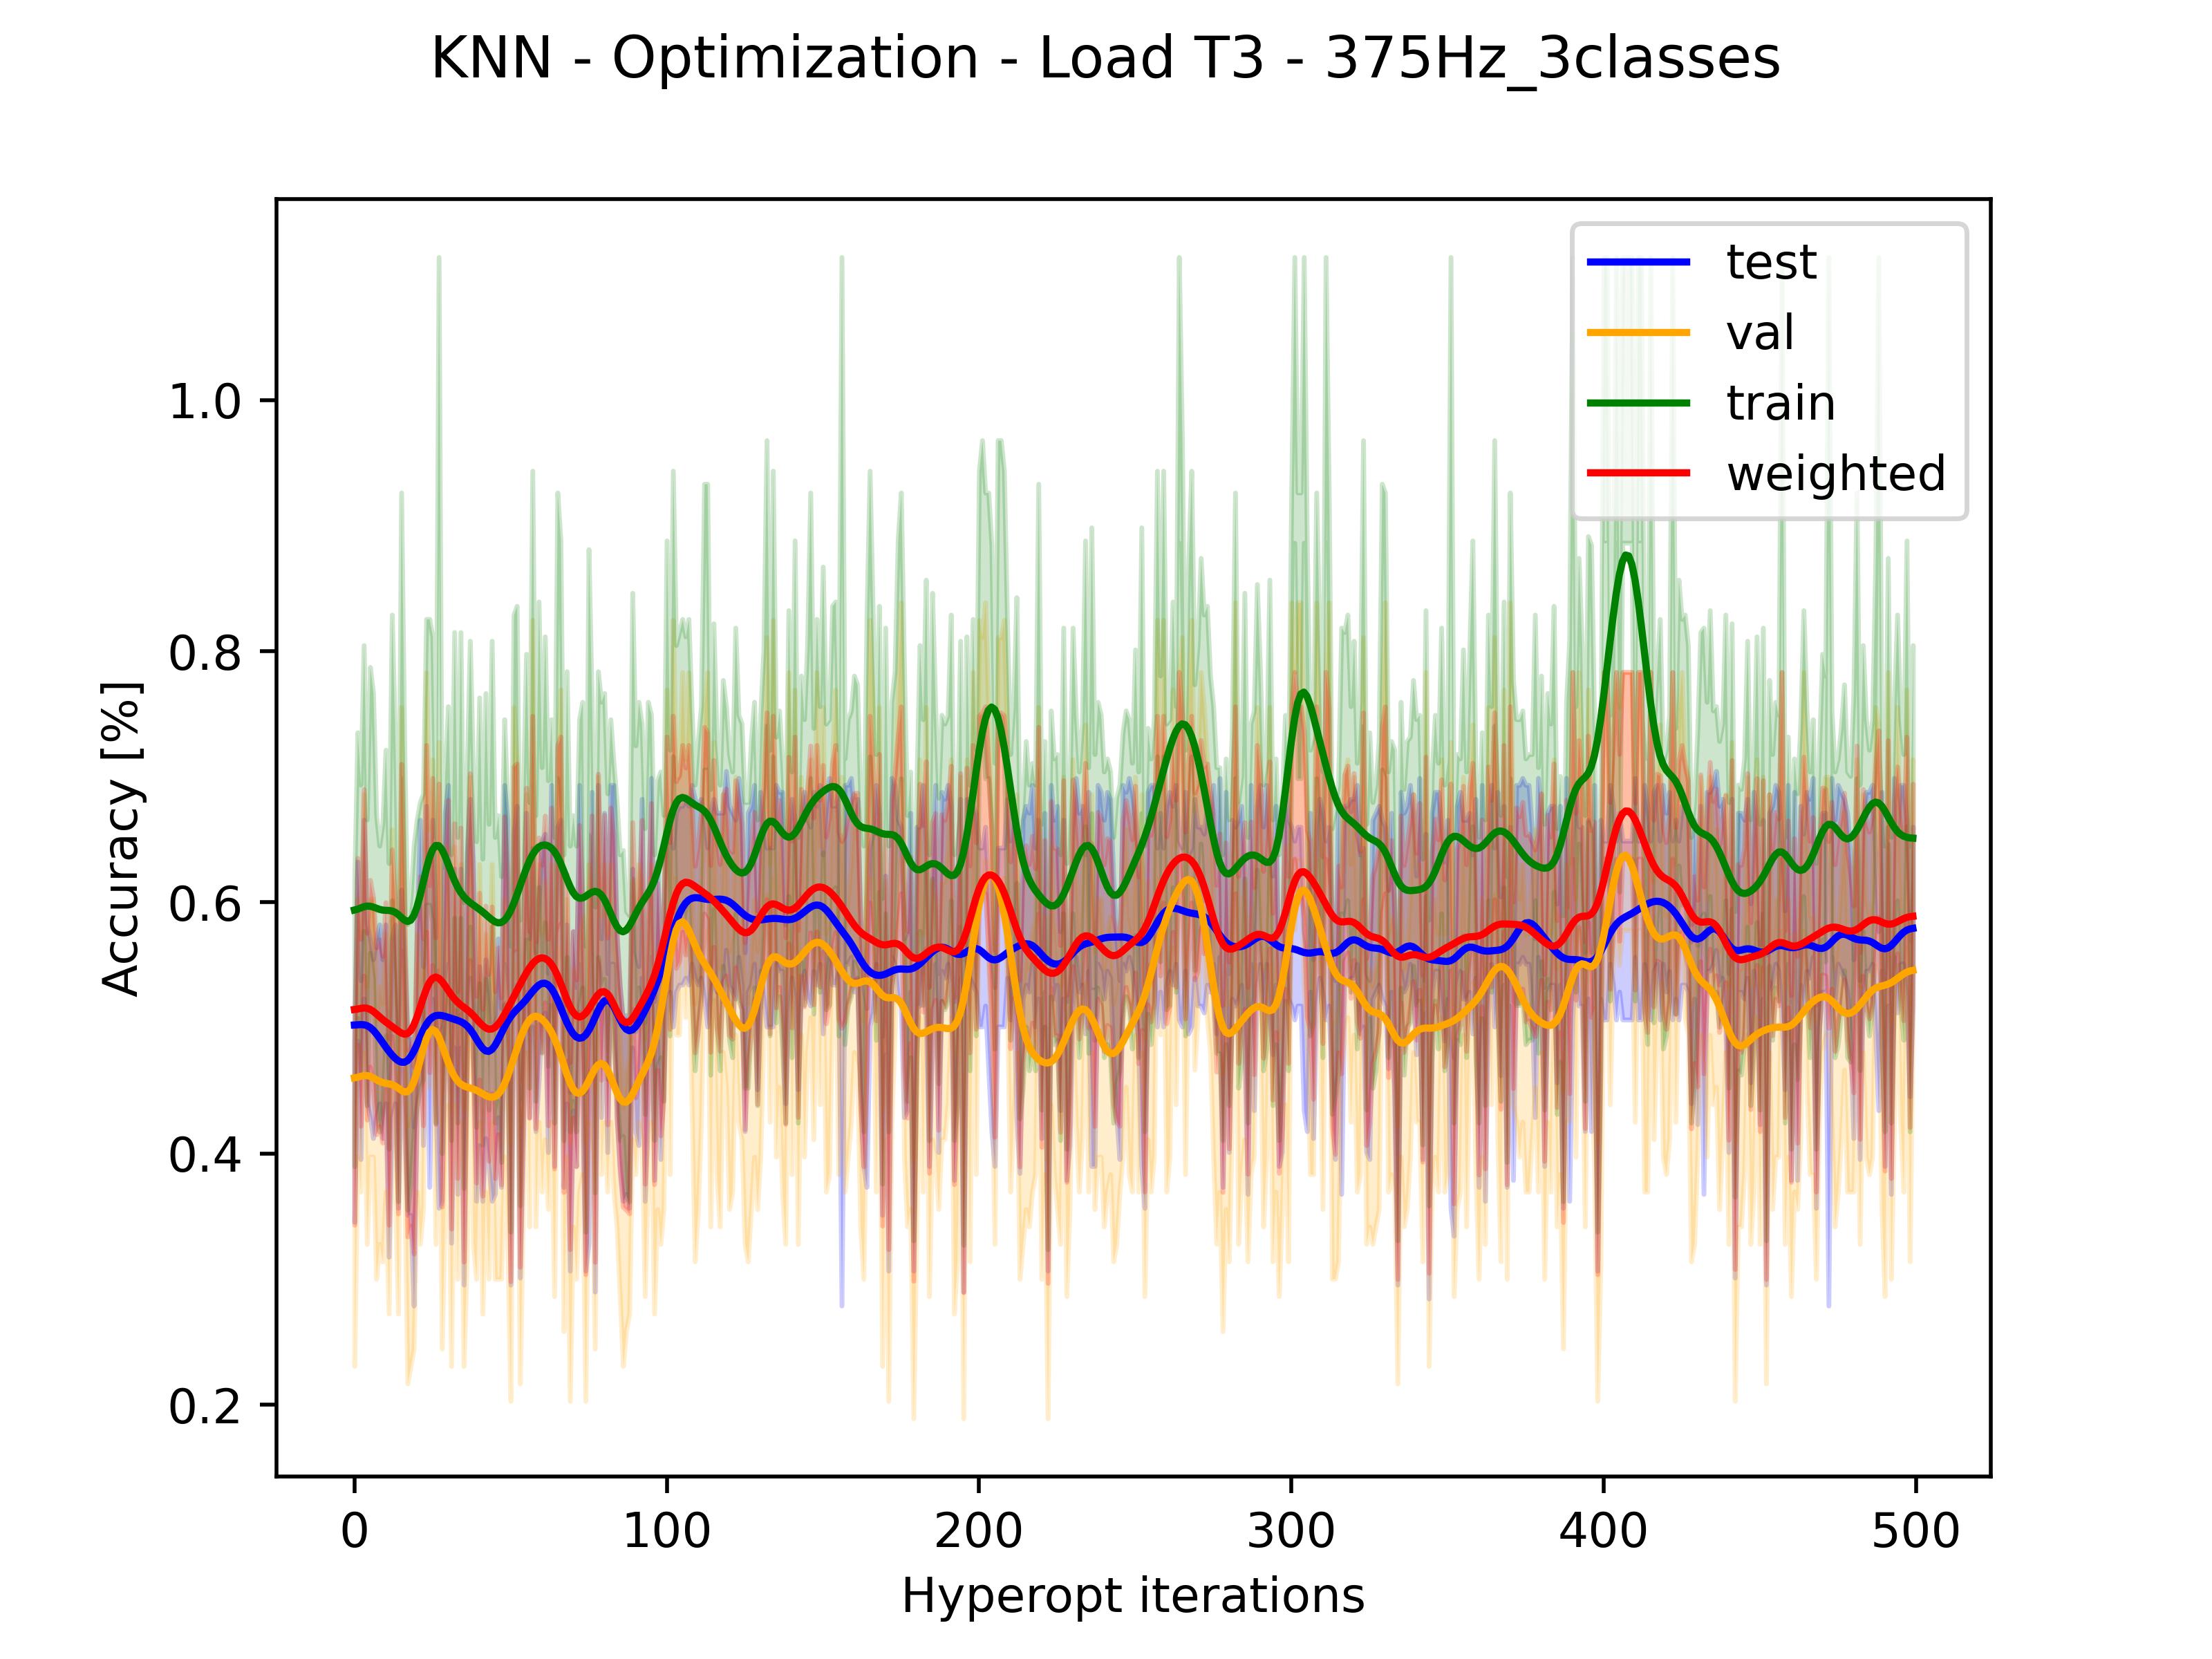 KNN - Optimization - Load T3 - 375Hz_3classes
test
val
train
weighted
Accuracy [%]
1.0
0.8
0.6
0.4
0.2
0 100 200 300 400 500
Hyperopt iterations